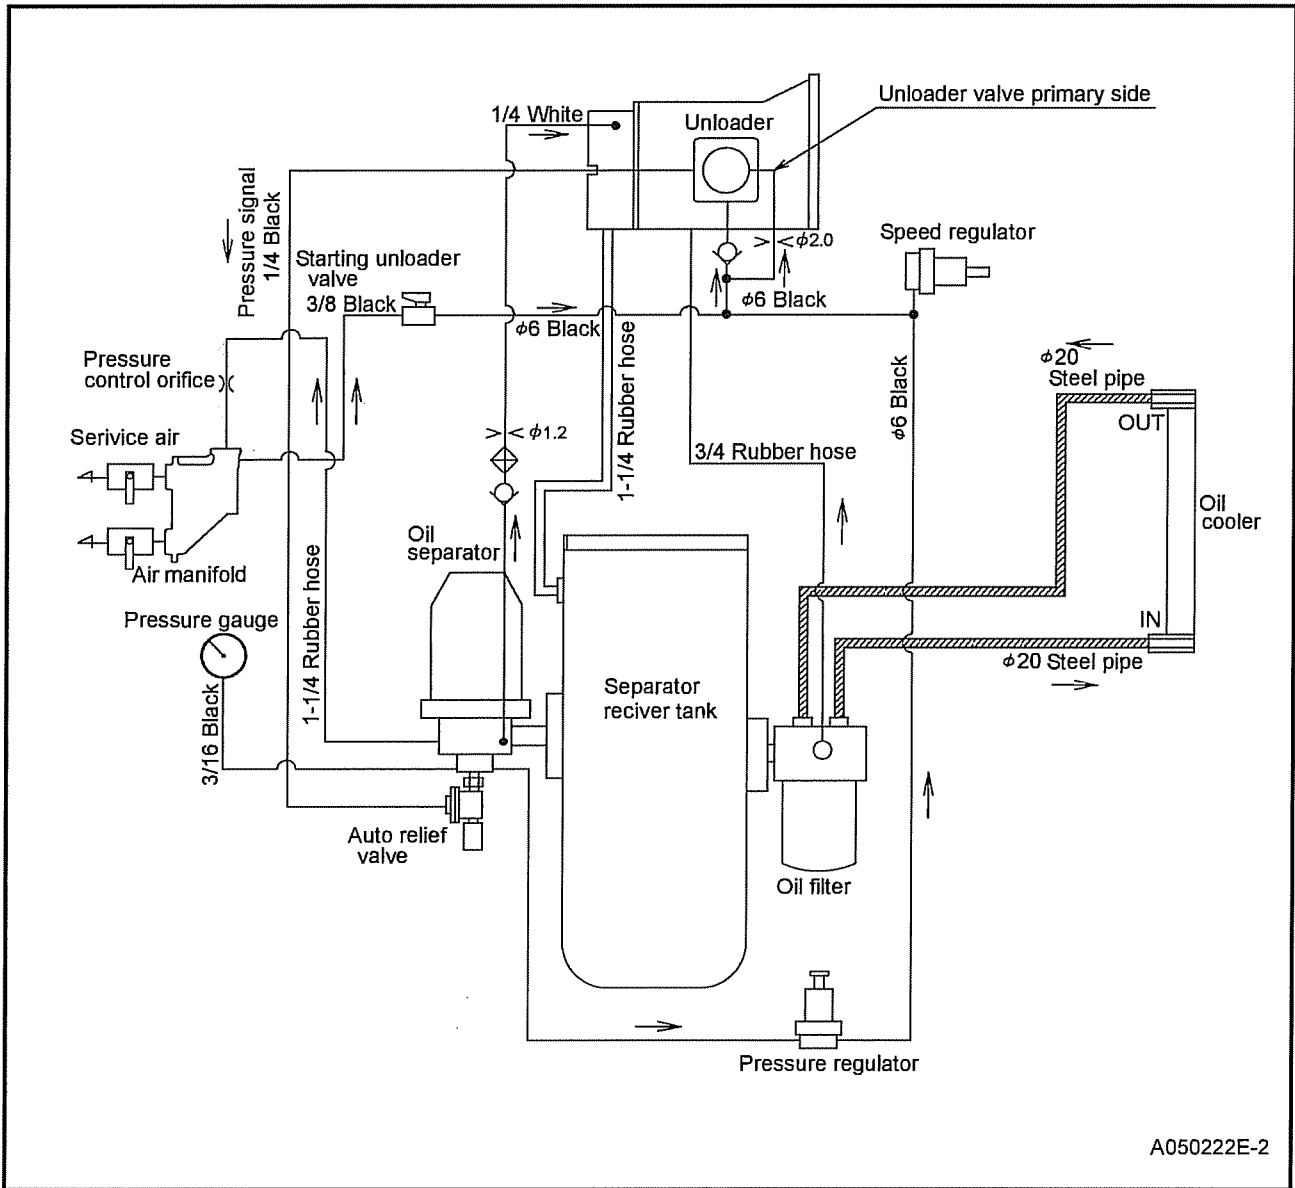 Unloader valve primary side
1/4 White
Unloader
Pressure signal
1/4 Black
Speed regulator
ϕ2.0
Starting unloader
valve
3/8 Black
ϕ6 Black
ϕ6 Black
Pressure
control orifice
1-1/4 Rubber hose
ϕ6 Black
ϕ20
Steel pipe
OUT
Serivice air
ϕ1.2
3/4 Rubber hose
Oil
cooler
Oil
separator
Air manifold
1-1/4 Rubber hose
Pressure gauge
IN
ϕ20 Steel pipe
Separator
reciver tank
3/16 Black
Auto relief
valve
Oil filter
Pressure regulator
A050222E-2